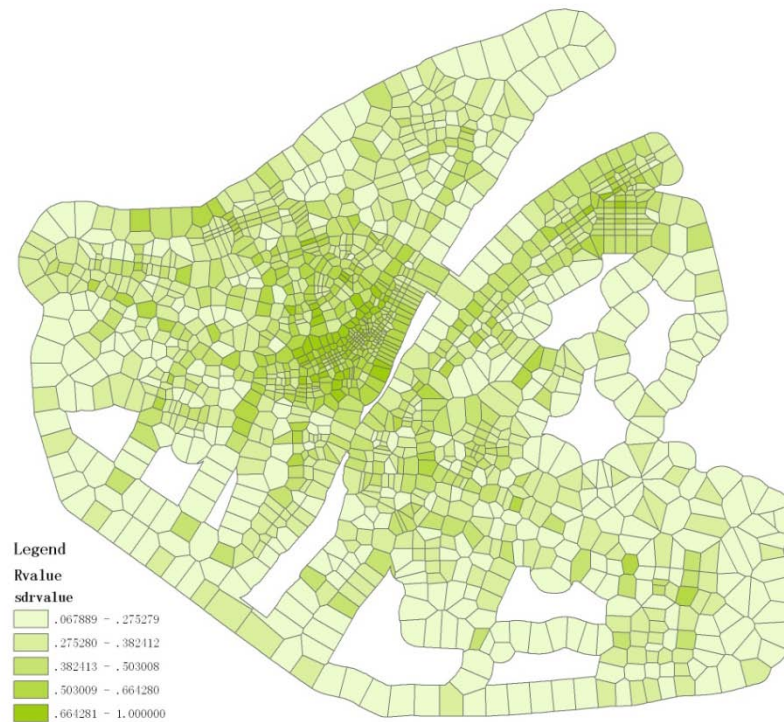 Legend
Rvalue
sdrvalue
.067889 - .275279
.275280 - .382412
.382413 - .503008
.503009 - .664280
.664281 - 1.000000